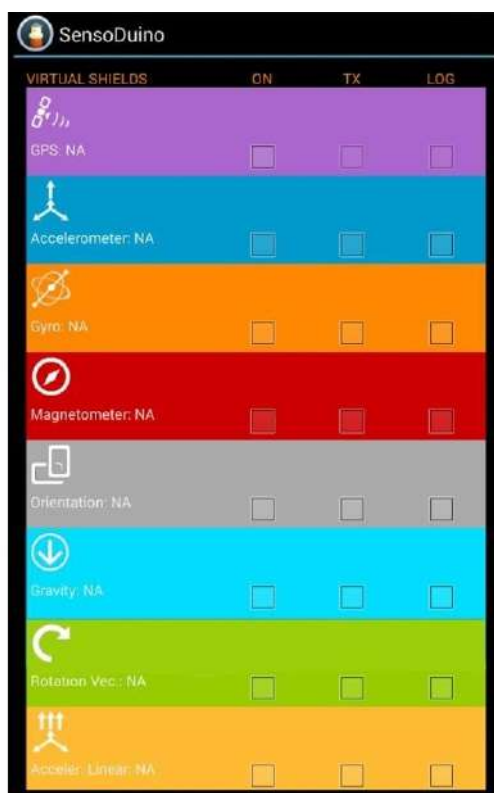 SensoDuino
VIRTUAL SHIELDS ON TX LOG
GPS: NA
Accelerometer: NA
Gyro: NA
Magnetometer: NA
Orientation: NA
Gravity: NA
Rotation Vec.: NA
Acceler. Linear: NA